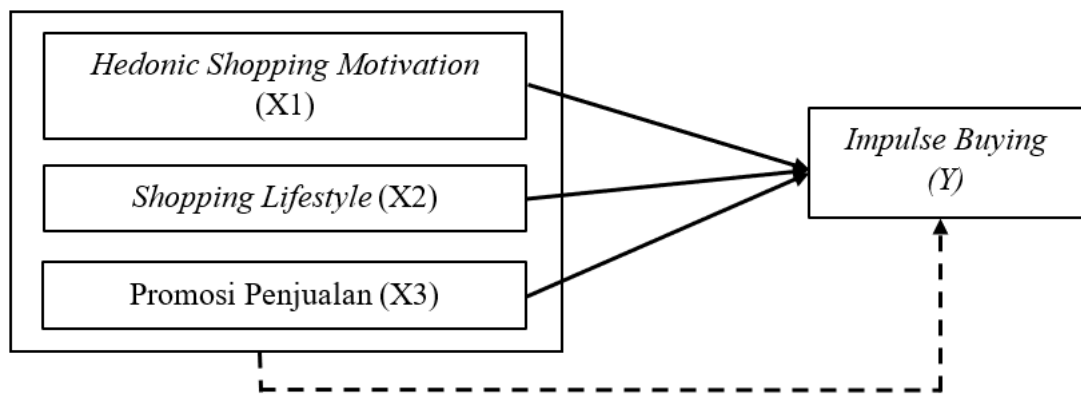 Hedonic Shopping Motivation
(X1)
Shopping Lifestyle (X2)
Promosi Penjualan (X3)
Impulse Buying
(Y)